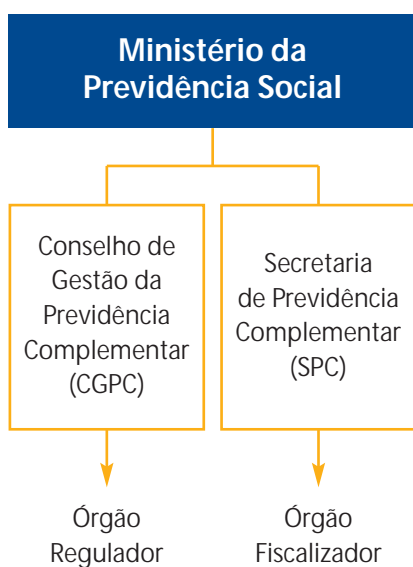 Ministério da
Previdência Social
Conselho de
Gestão da
Previdência
Complementar
(CGPC)
Secretaria
de Previdência
Complementar
(SPC)
Órgão
Regulador
Órgão
Fiscalizador